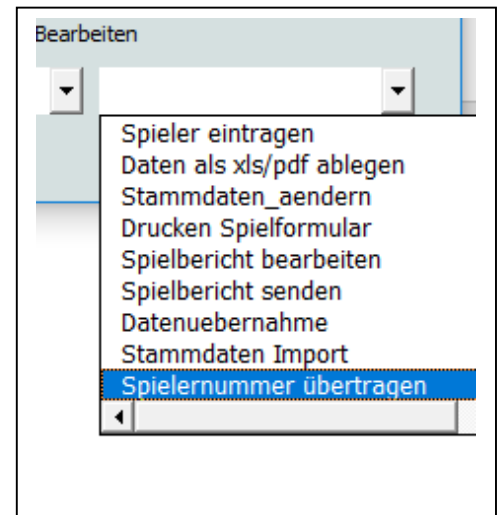 Bearbeiten
Spieler eintragen
Daten als xls/pdf ablegen
Stammdaten_aendern
Drucken Spielformular
Spielbericht bearbeiten
Spielbericht senden
Datenuebernahme
Stammdaten Import
Spielernummer übertragen